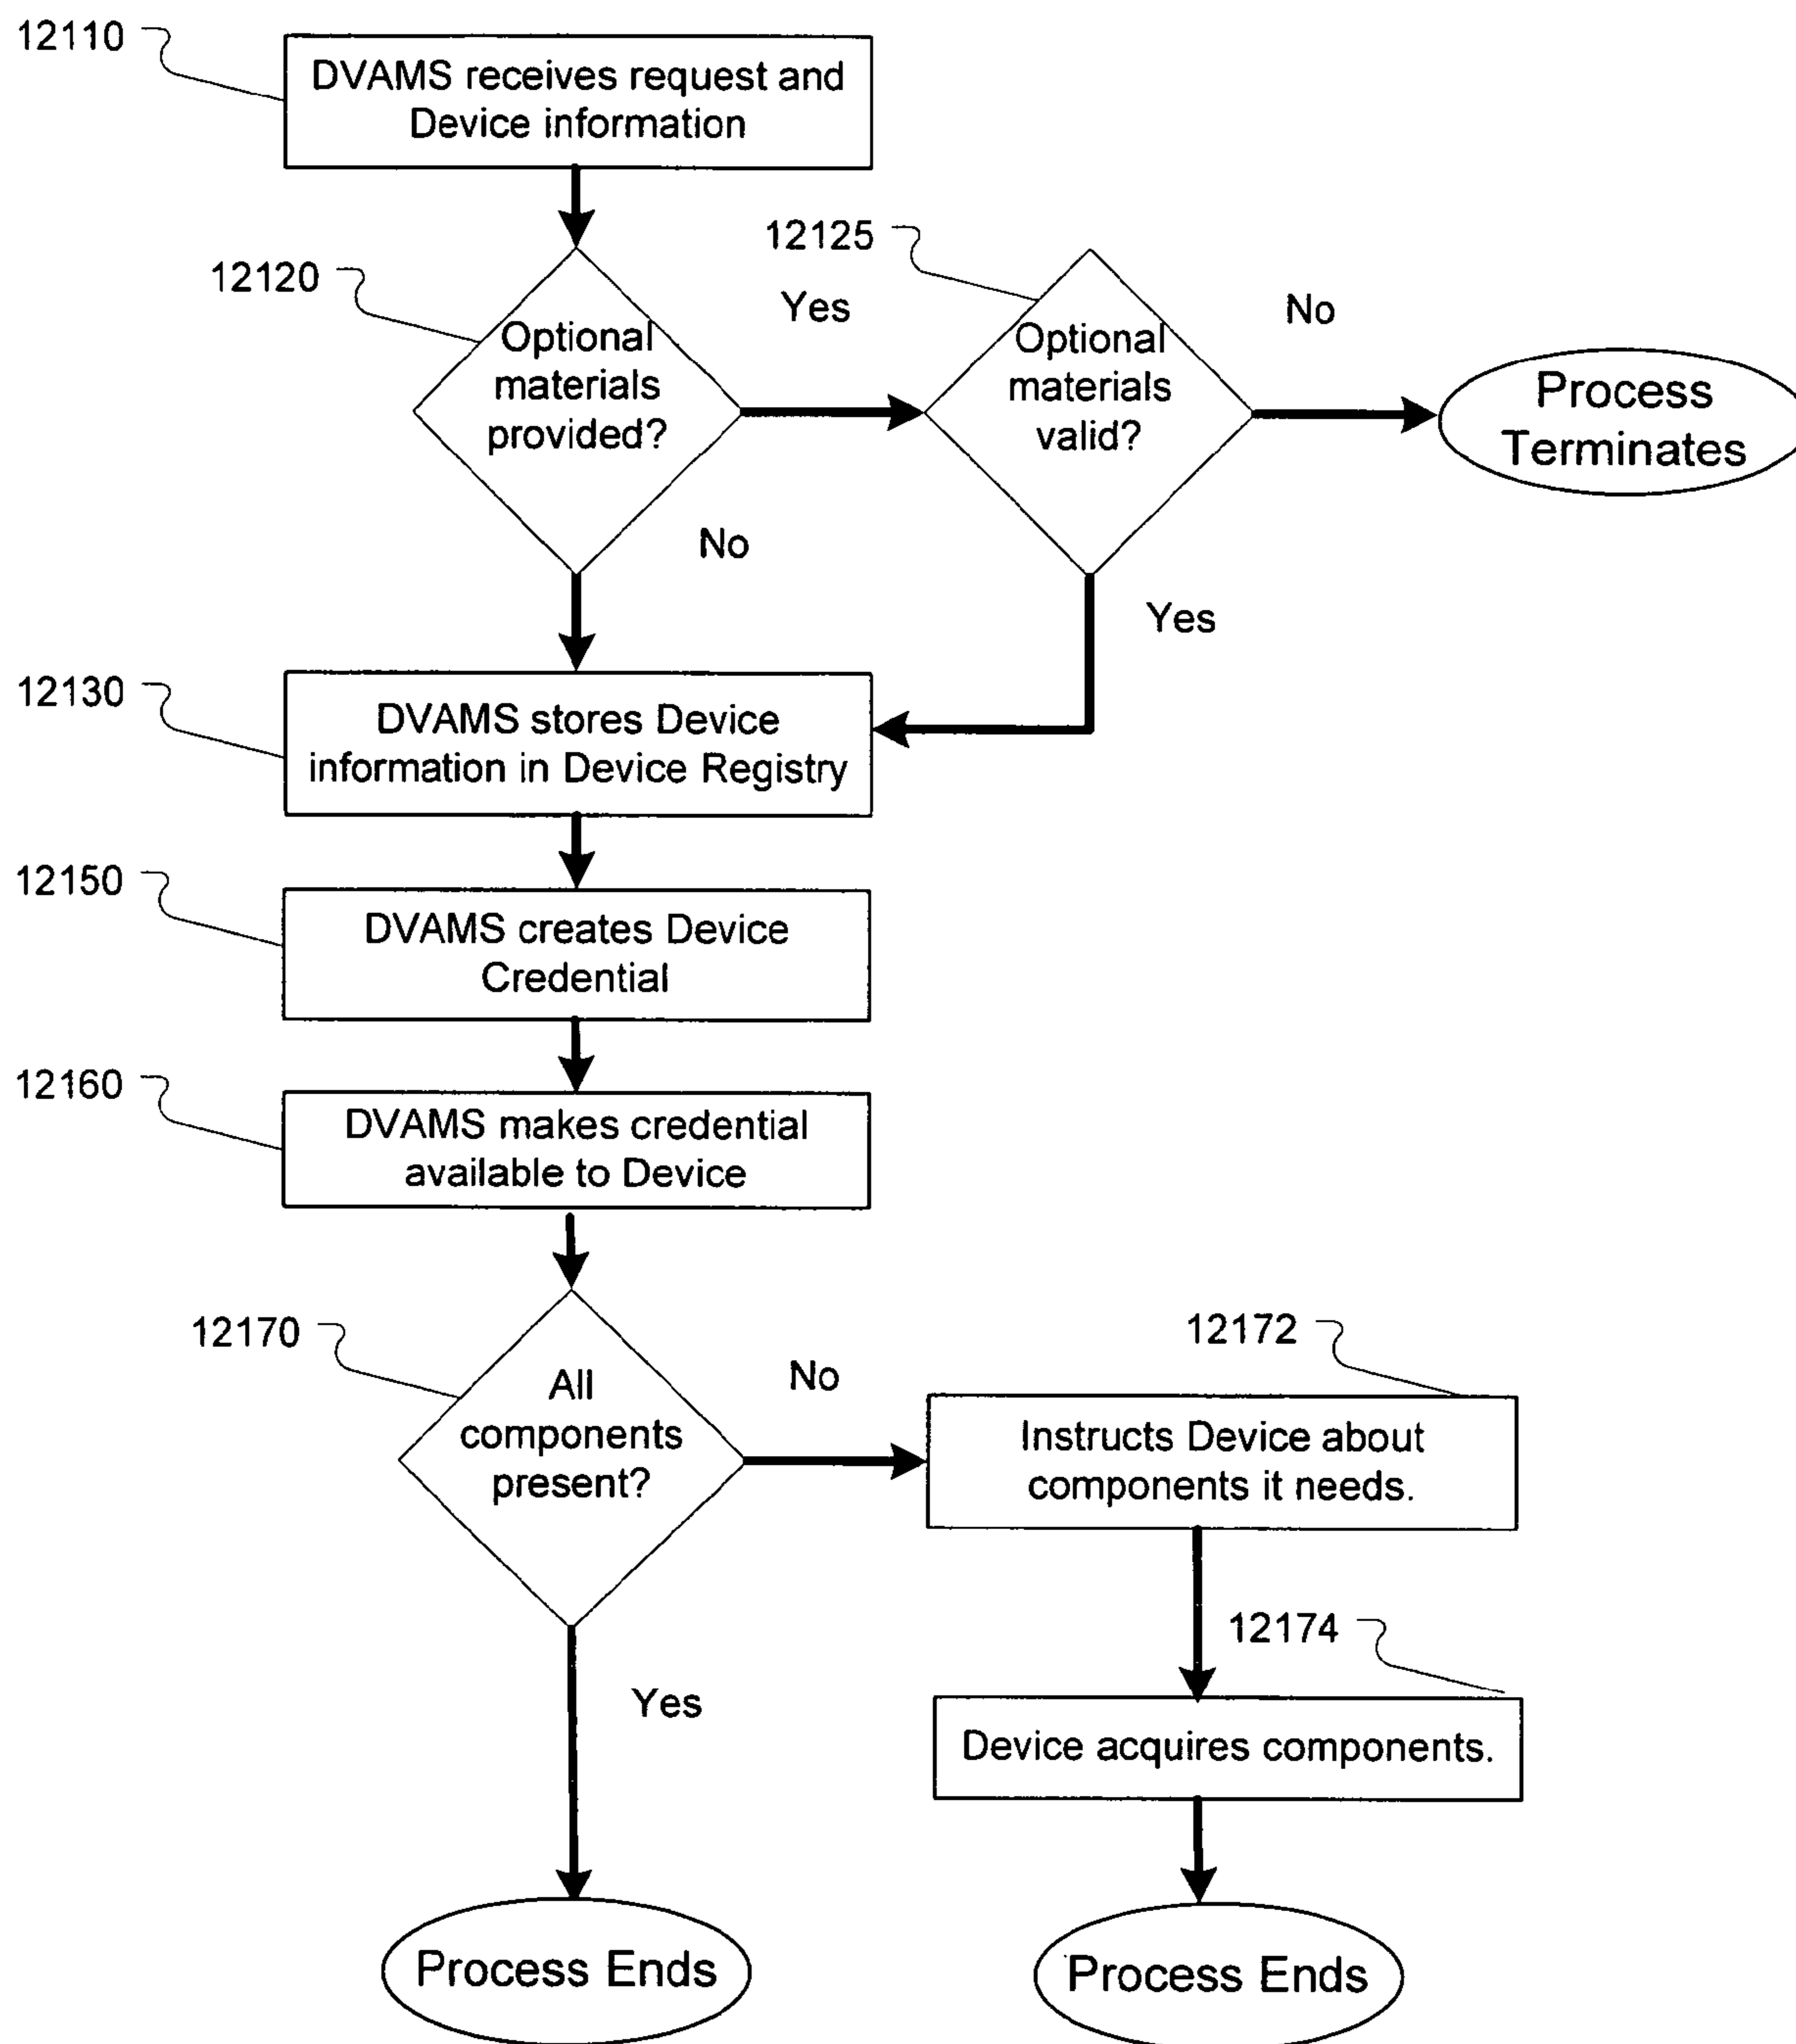 12110
DVAMS receives request and
Device information
12120
Optional
materials
provided?
Yes
12125
Optional
materials
valid?
No
Process
Terminates
No
Yes
12130
DVAMS stores Device
information in Device Registry
12150
DVAMS creates Device
Credential
12160
DVAMS makes credential
available to Device
12170
All
components
present?
No
12172
Instructs Device about
components it needs.
12174
Device acquires components.
Yes
Process Ends
Process Ends